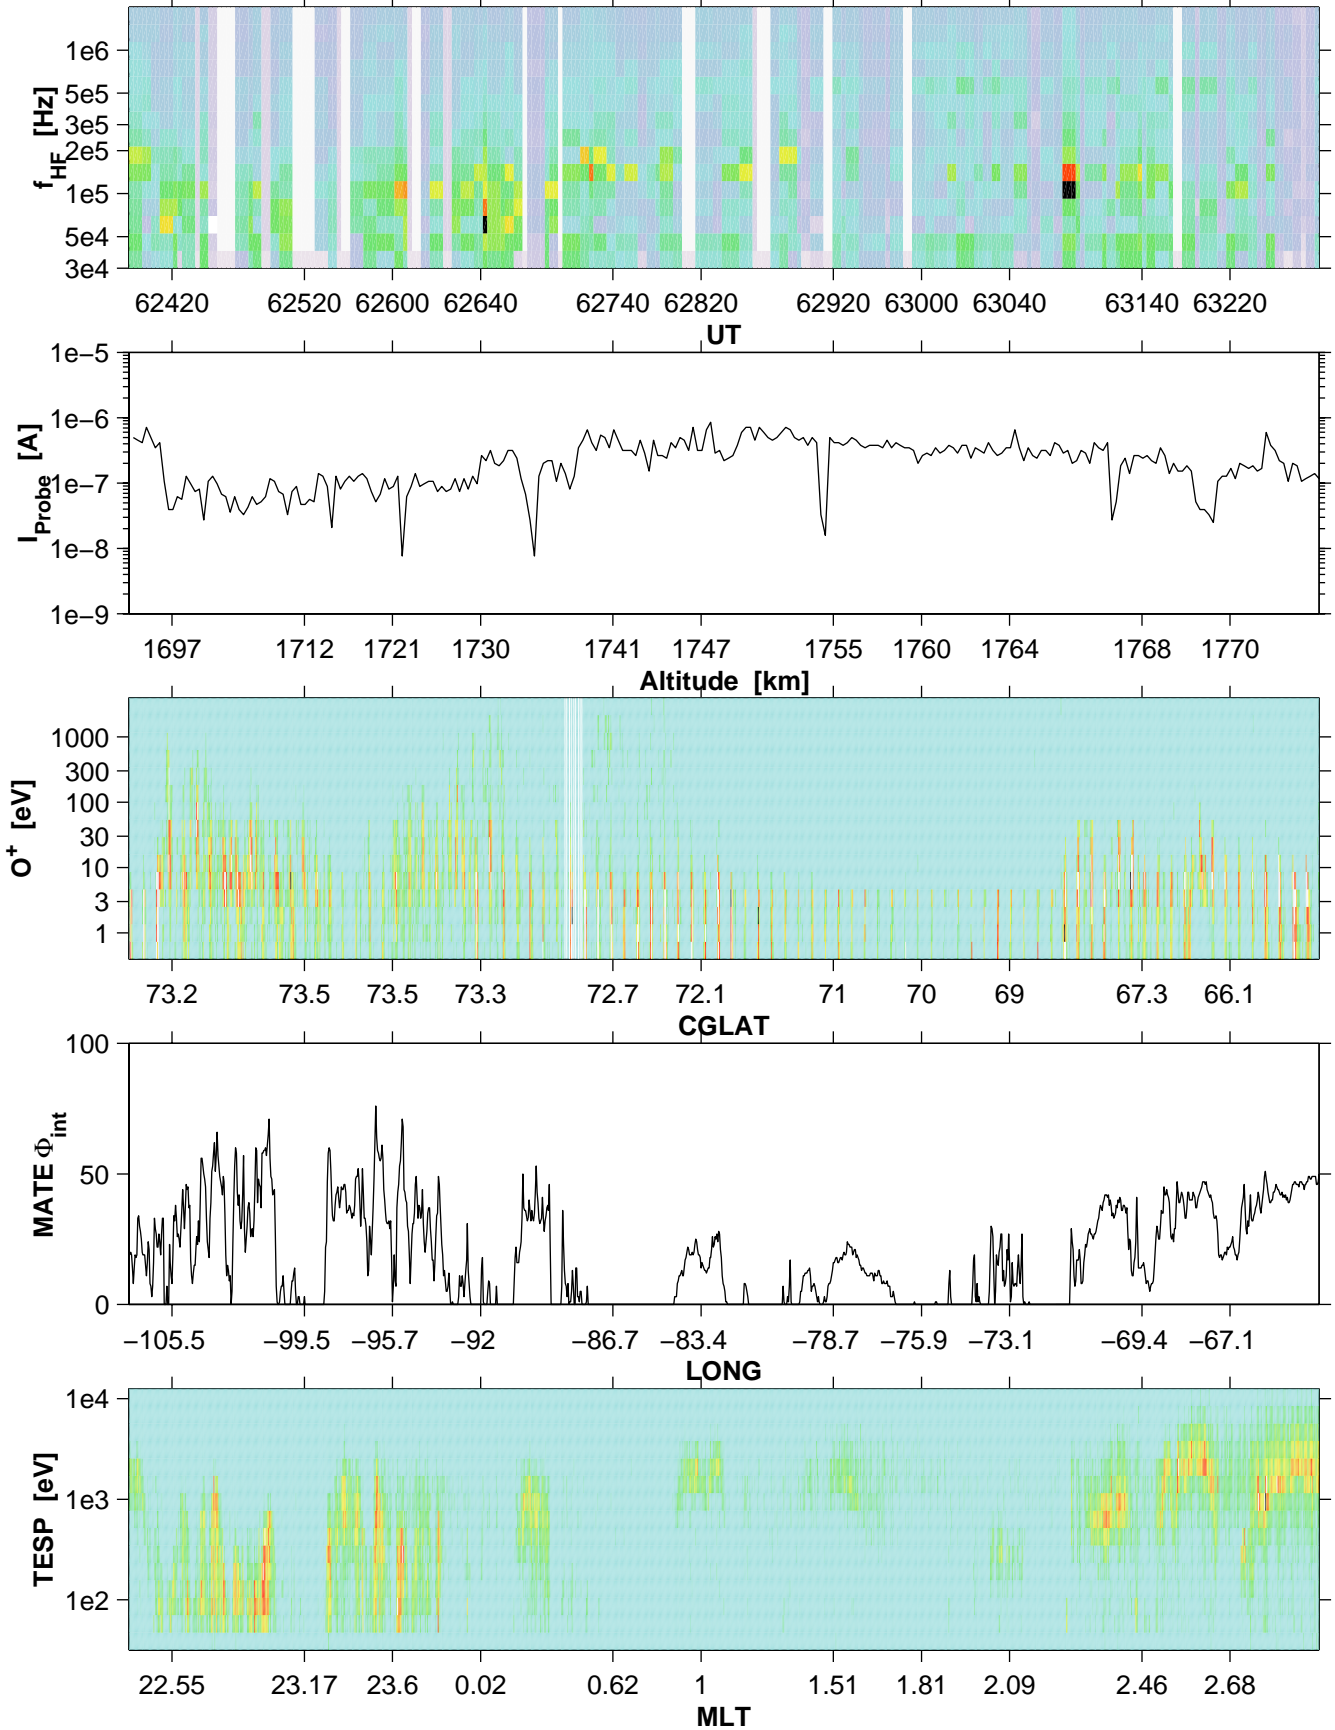 f_HF [Hz]
1e6
5e5
3e5
2e5
1e5
5e4
3e4
62420 62520 62600 62640 62740 62820 62920 63000 63040 63140 63220
UT
I_Probe [A]
1e−5
1e−6
1e−7
1e−8
1e−9
1697 1712 1721 1730 1741 1747 1755 1760 1764 1768 1770
Altitude [km]
O⁺ [eV]
1000
300
100
30
10
3
1
73.2 73.5 73.5 73.3 72.7 72.1 71 70 69 67.3 66.1
CGLAT
MATE Φ_int
100
50
0
−105.5 −99.5 −95.7 −92 −86.7 −83.4 −78.7 −75.9 −73.1 −69.4 −67.1
LONG
TESP [eV]
1e4
1e3
1e2
22.55 23.17 23.6 0.02 0.62 1 1.51 1.81 2.09 2.46 2.68
MLT